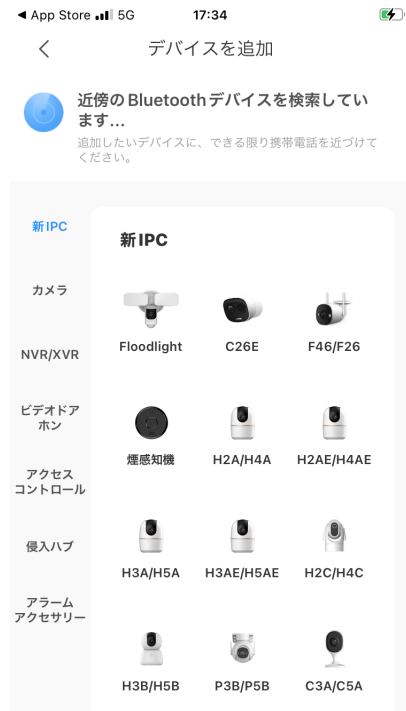 ◀ App Store 5G
17:34
デバイスを追加
近傍のBluetoothデバイスを検索してい
ます...
追加したいデバイスに、できる限り携帯電話を近づけて
ください。
新IPC
カメラ
NVR/XVR
ビデオドア
ホン
アクセス
コントロール
侵入ハブ
アラーム
アクセサリー
新IPC
Floodlight
C26E
F46/F26
煙感知機
H2A/H4A
H2AE/H4AE
H3A/H5A
H3AE/H5AE
H2C/H4C
H3B/H5B
P3B/P5B
C3A/C5A